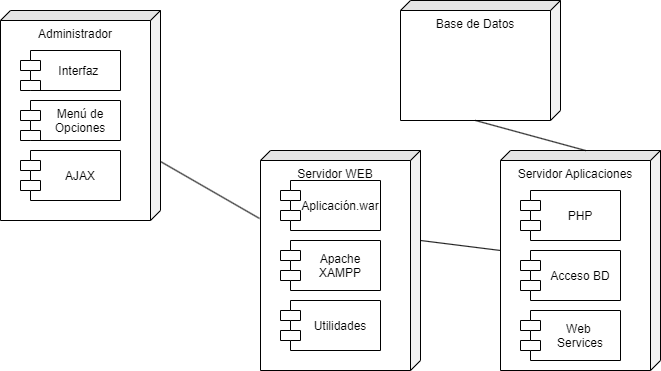 Administrador
Interfaz
Menú de
Opciones
AJAX
Base de Datos
Servidor WEB
Aplicación.war
Apache
XAMPP
Utilidades
Servidor Aplicaciones
PHP
Acceso BD
Web
Services